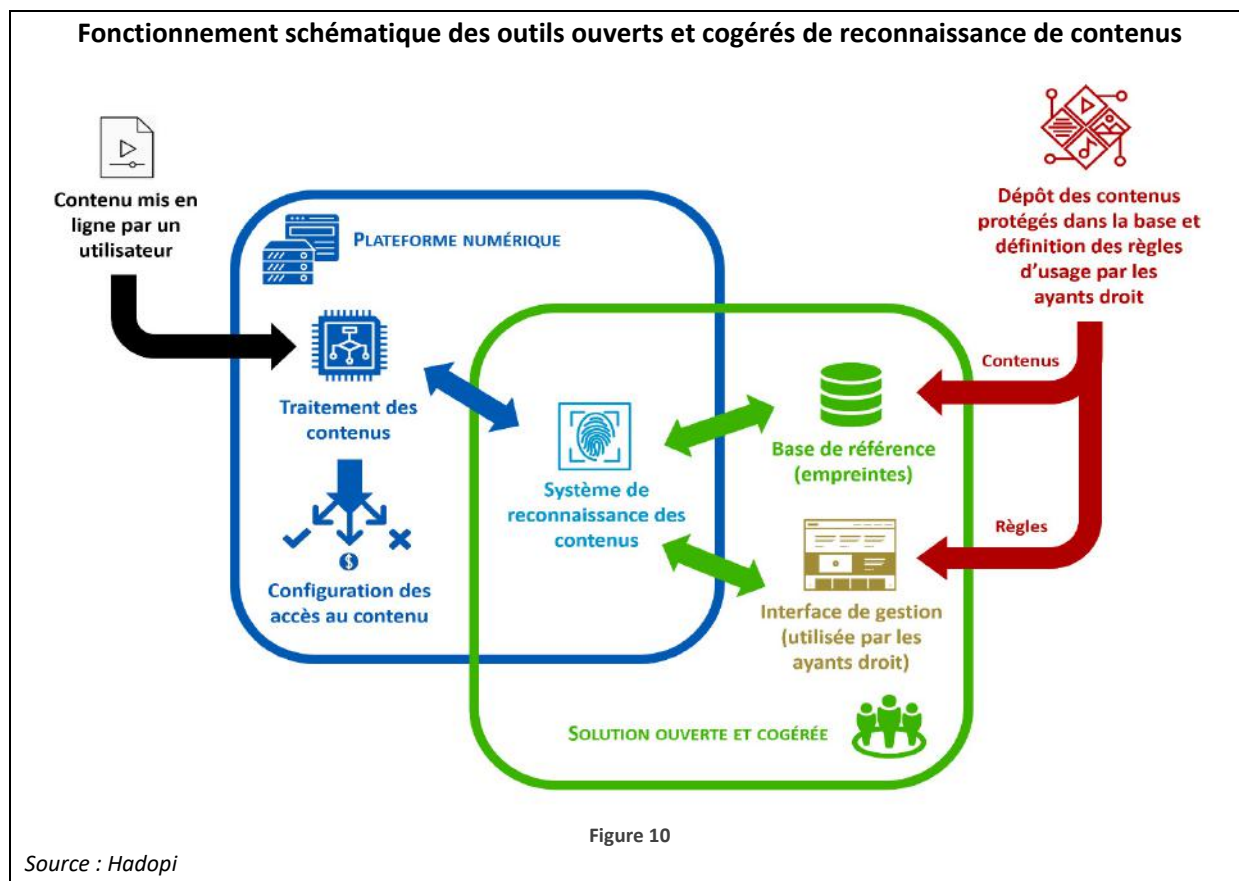 Fonctionnement schématique des outils ouverts et cogérés de reconnaissance de contenus
Contenu mis en
ligne par un
utilisateur
PLATEFORME NUMÉRIQUE
Dépôt des contenus
protégés dans la base et
définition des règles
d'usage par les
ayants droit
Contenus
Traitement des
contenus
Base de référence
(empreintes)
Système de
reconnaissance des
contenus
Règles
$
Configuration des
accès au contenu
Interface de gestion
(utilisée par les
ayants droit)
SOLUTION OUVERTE ET COGÉRÉE
Figure 10
Source : Hadopi